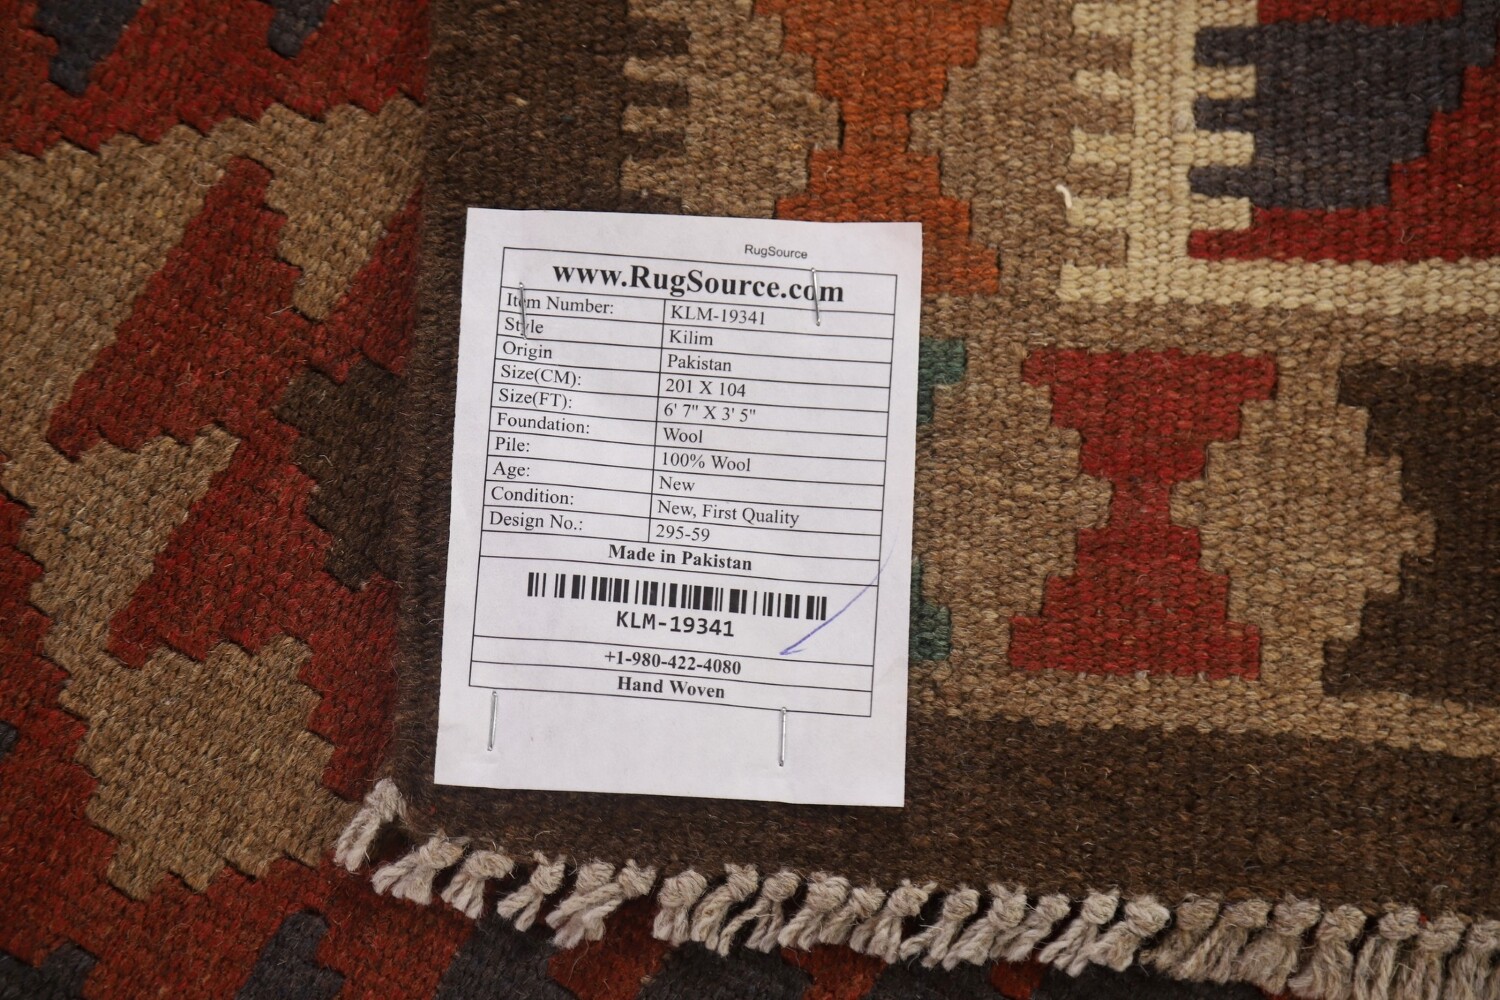 RugSource
www.RugSource.com
Item Number: KLM-19341
Style Kilim
Origin Pakistan
Size(CM): 201 X 104
Size(FT): 6' 7" X 3' 5"
Foundation: Wool
Pile: 100% Wool
Age: New
Condition: New, First Quality
Design No.: 295-59
Made in Pakistan
KLM-19341
+1-980-422-4080
Hand Woven